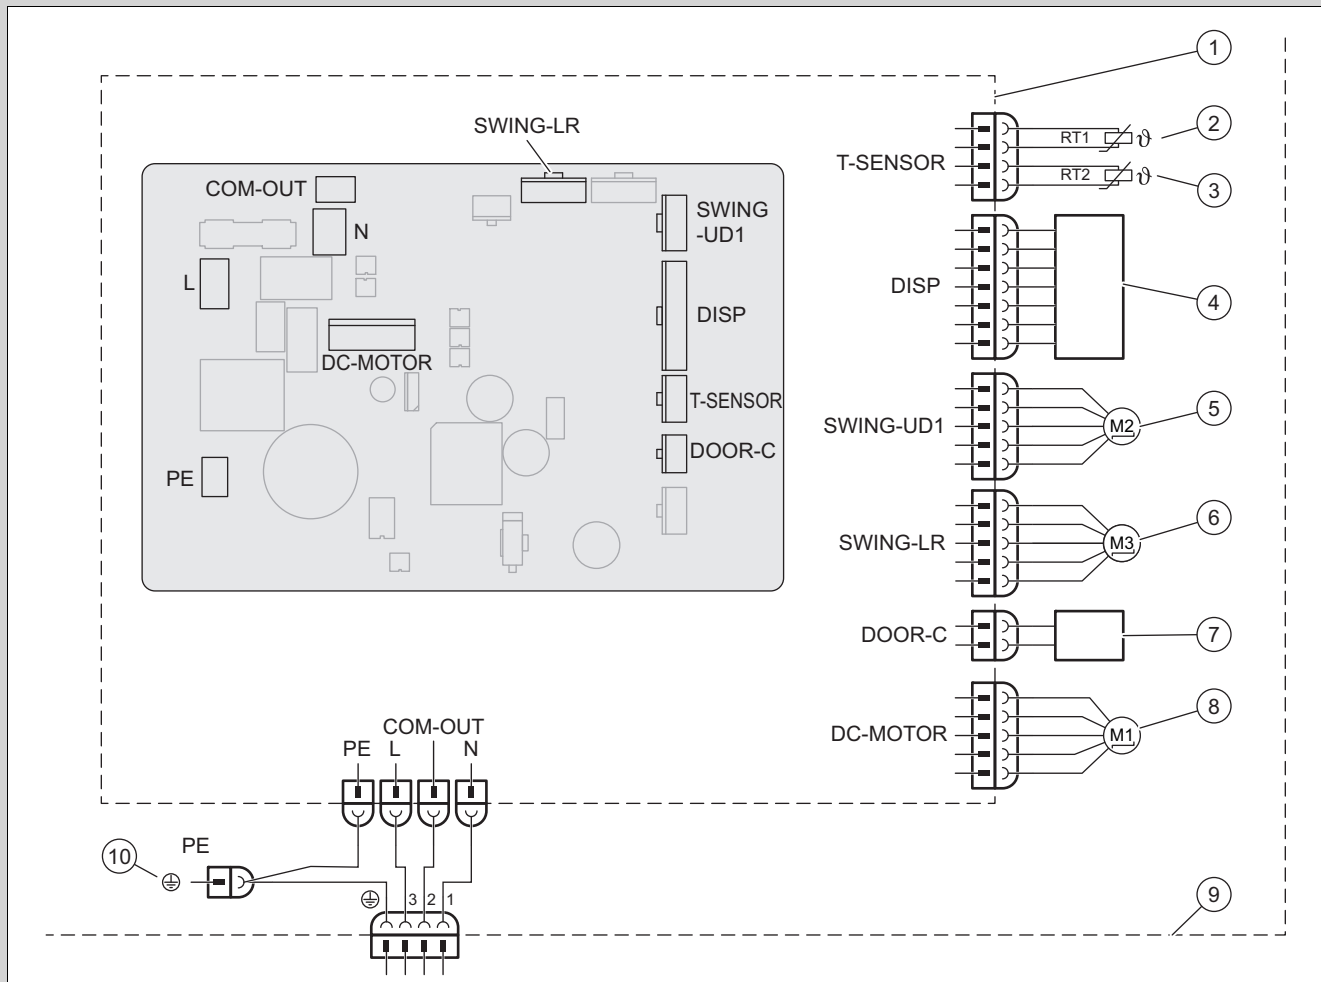 1
SWING-LR
2
RT1 ϑ
T-SENSOR
RT2 ϑ
3
COM-OUT
N
SWING
-UD1
L
DISP
DISP
4
DC-MOTOR
T-SENSOR
5
SWING-UD1
M2
DOOR-C
PE
6
SWING-LR
M3
DOOR-C
7
8
DC-MOTOR
M1
COM-OUT
PE L N
PE
10
3 2 1
9